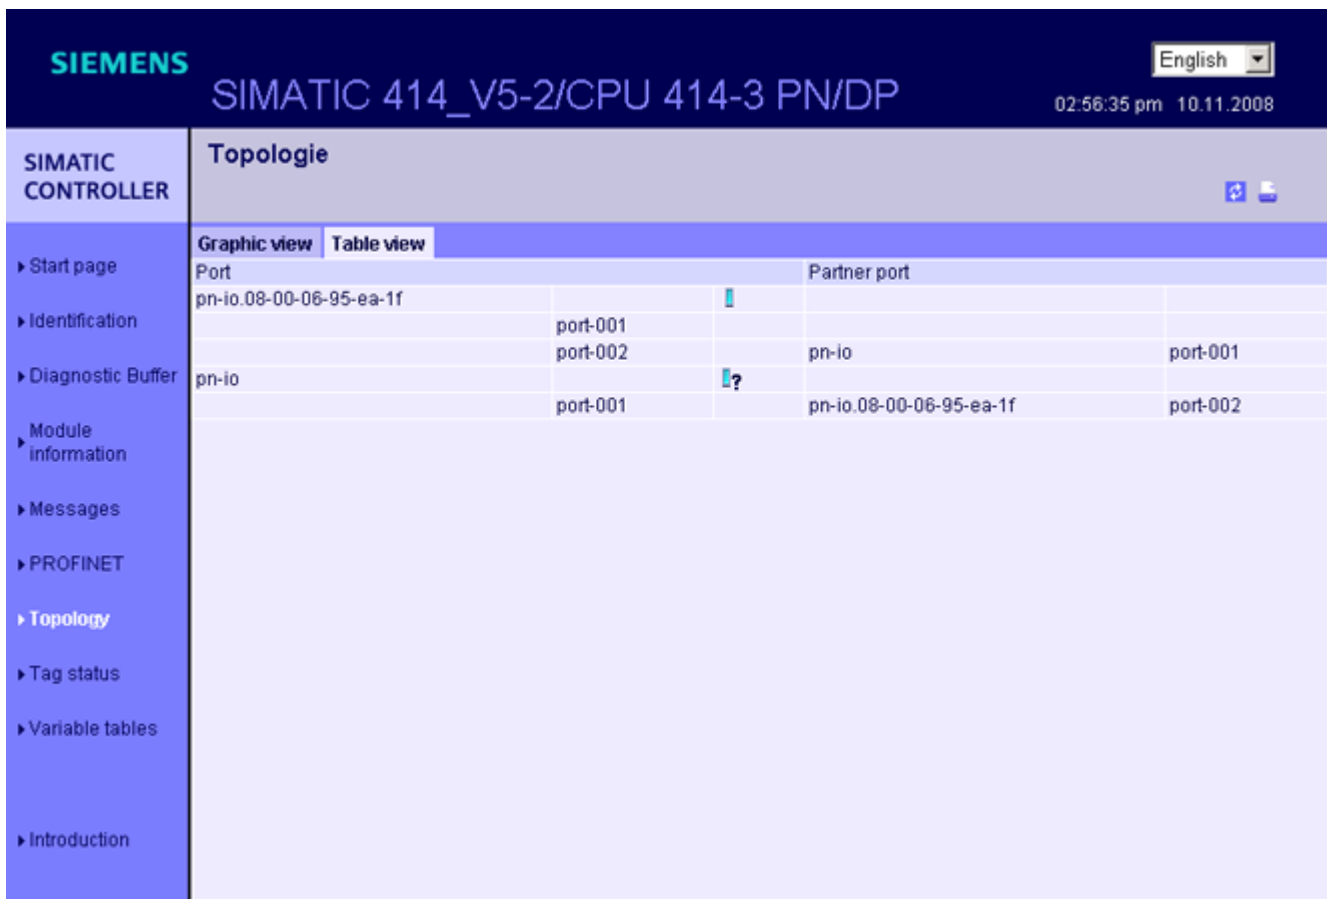 SIEMENS
English
SIMATIC 414_V5-2/CPU 414-3 PN/DP
02:56:35 pm 10.11.2008
SIMATIC
CONTROLLER
Topologie
Start page
Identification
Diagnostic Buffer
Module
information
Messages
PROFINET
Topology
Tag status
Variable tables
Introduction
Graphic view Table view
Port Partner port
pn-io.08-00-06-95-ea-1f
port-001
port-002 pn-io port-001
pn-io ?
port-001 pn-io.08-00-06-95-ea-1f port-002